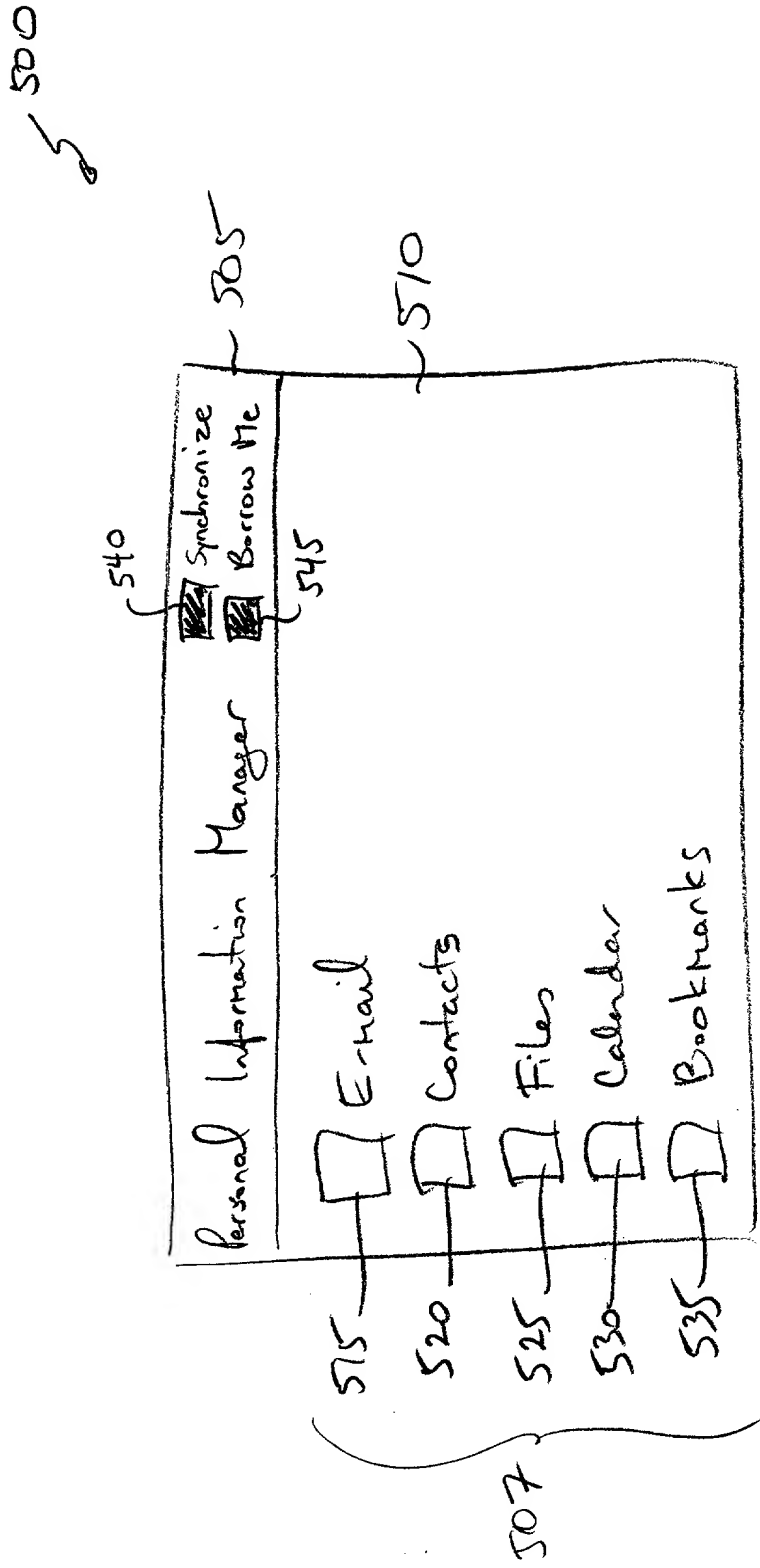 500
540
Personal Information Manager
Synchronize
505
Borrow Me
545
510
515
E-mail
520
Contacts
525
Files
530
Calendar
535
Bookmarks
507